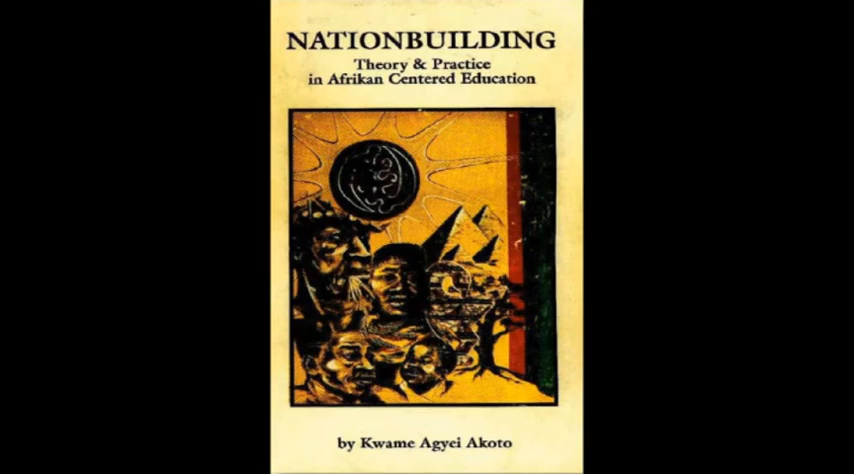 NATIONBUILDING
Theory & Practice
in Afrikan Centered Education
by Kwame Agyei Akoto